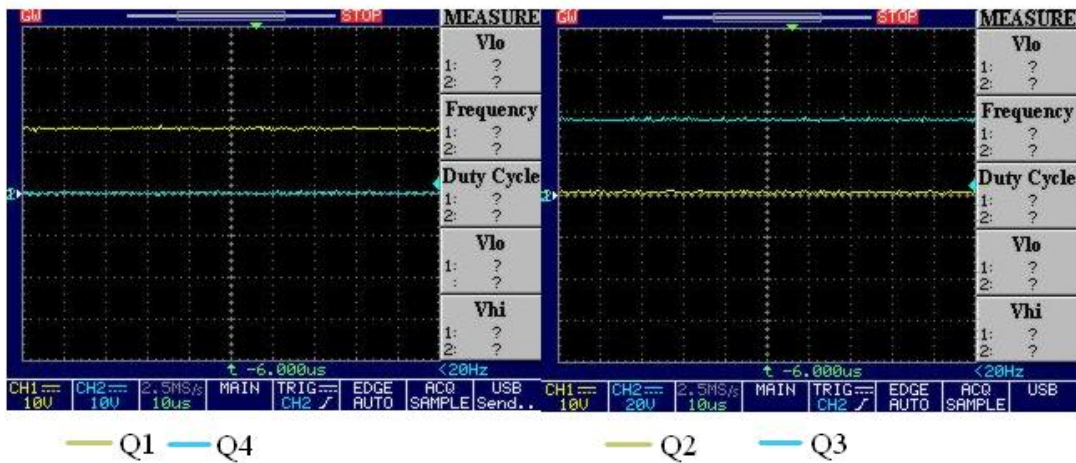 GW STOP MEASURE
Vlo
1: ?
2: ?
Frequency
1: ?
2: ?
Duty Cycle
1: ?
2: ?
Vlo
1: ?
: ?
Vhi
1: ?
2: ?
-6.000us <20Hz
CH1 CH2 2.5MS/s MAIN TRIG EDGE ACQ USB
10V 10V 10us CH2 AUTO SAMPLE Send..
Q1 Q4
GW STOP MEASURE
Vlo
1: ?
2: ?
Frequency
1: ?
2: ?
Duty Cycle
1: ?
2: ?
Vlo
1: ?
2: ?
Vhi
1: ?
2: ?
-6.000us <20Hz
CH1 CH2 2.5MS/s MAIN TRIG EDGE ACQ USB
10V 20V 10us CH2 AUTO SAMPLE
Q2 Q3